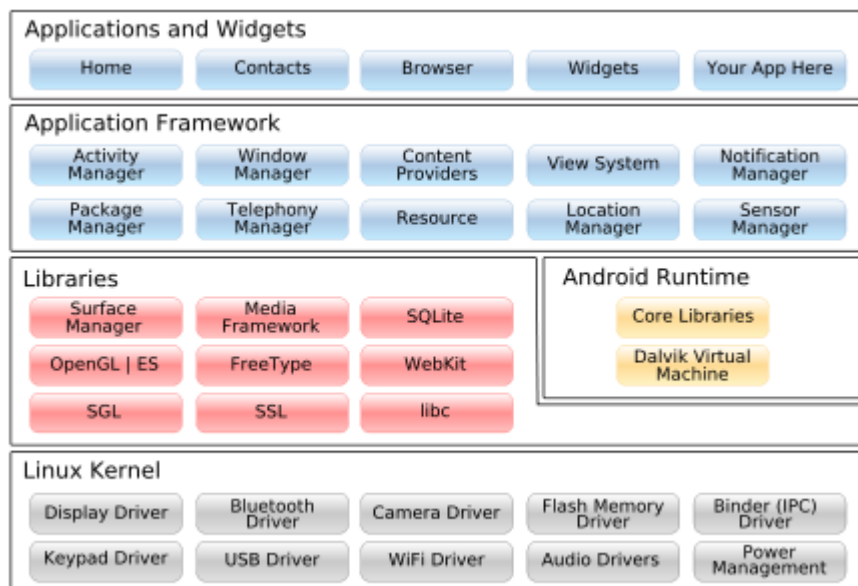 Applications and Widgets
Home
Contacts
Browser
Widgets
Your App Here
Application Framework
Activity
Manager
Window
Manager
Content
Providers
View System
Notification
Manager
Package
Manager
Telephony
Manager
Resource
Location
Manager
Sensor
Manager
Libraries
Surface
Manager
Media
Framework
SQLite
OpenGL | ES
FreeType
WebKit
SGL
SSL
libc
Android Runtime
Core Libraries
Dalvik Virtual
Machine
Linux Kernel
Display Driver
Bluetooth
Driver
Camera Driver
Flash Memory
Driver
Binder (IPC)
Driver
Keypad Driver
USB Driver
WiFi Driver
Audio Drivers
Power
Management